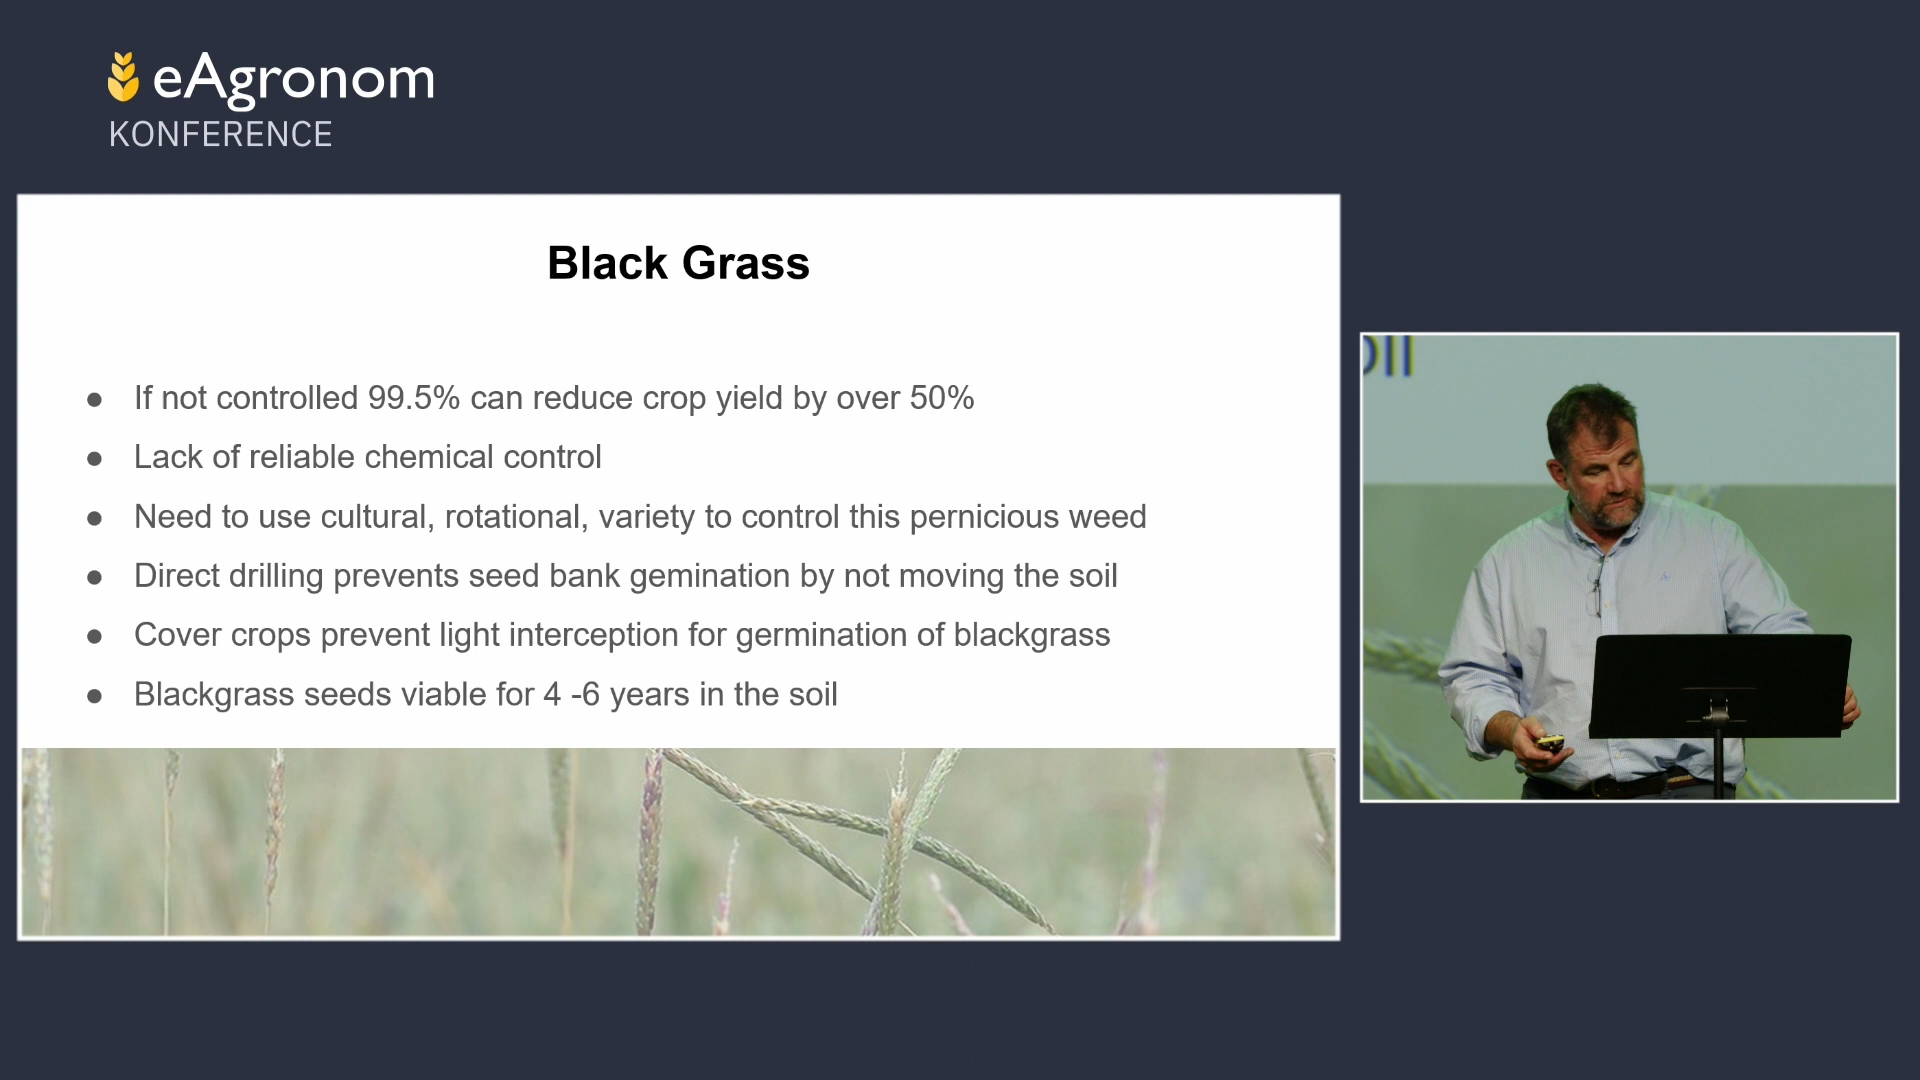 eAgronom
KONFERENCE
Black Grass
● If not controlled 99.5% can reduce crop yield by over 50%
● Lack of reliable chemical control
● Need to use cultural, rotational, variety to control this pernicious weed
● Direct drilling prevents seed bank gemination by not moving the soil
● Cover crops prevent light interception for germination of blackgrass
● Blackgrass seeds viable for 4 -6 years in the soil
oil